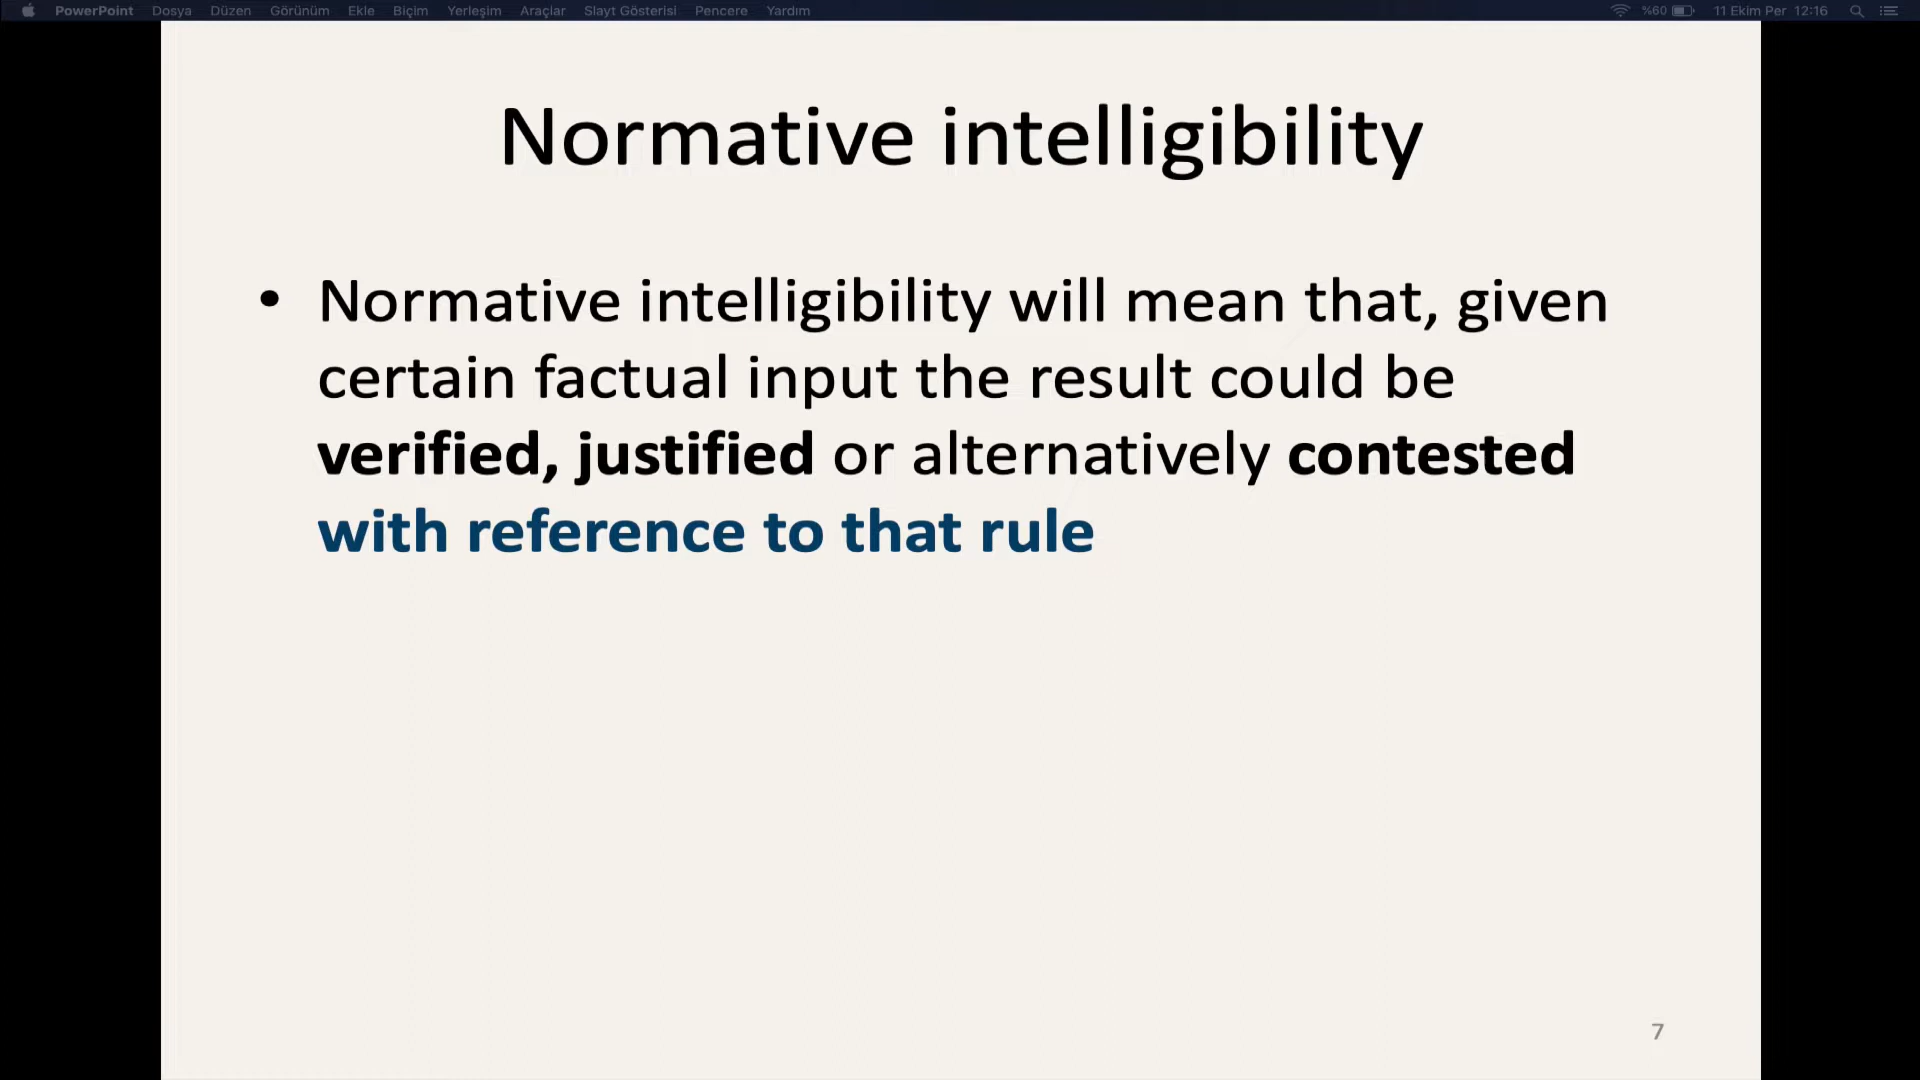 PowerPoint Dosya Düzen Görünüm Ekle Biçim Yerleşim Araçlar Slayt Gösterisi Pencere Yardım %60 11 Ekim Per 12:16
Normative intelligibility
• Normative intelligibility will mean that, given
certain factual input the result could be
verified, justified or alternatively contested
with reference to that rule
7